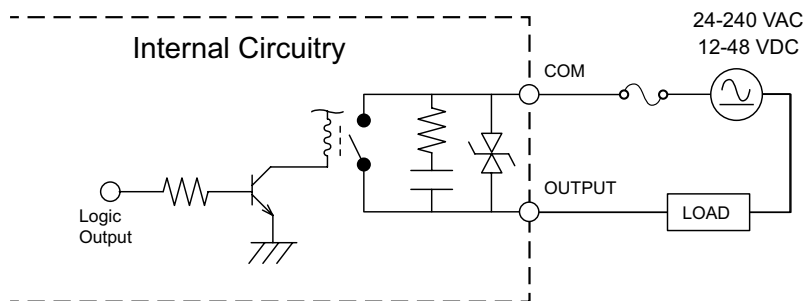 24-240 VAC
12-48 VDC
Internal Circuitry
COM
OUTPUT
LOAD
Logic
Output